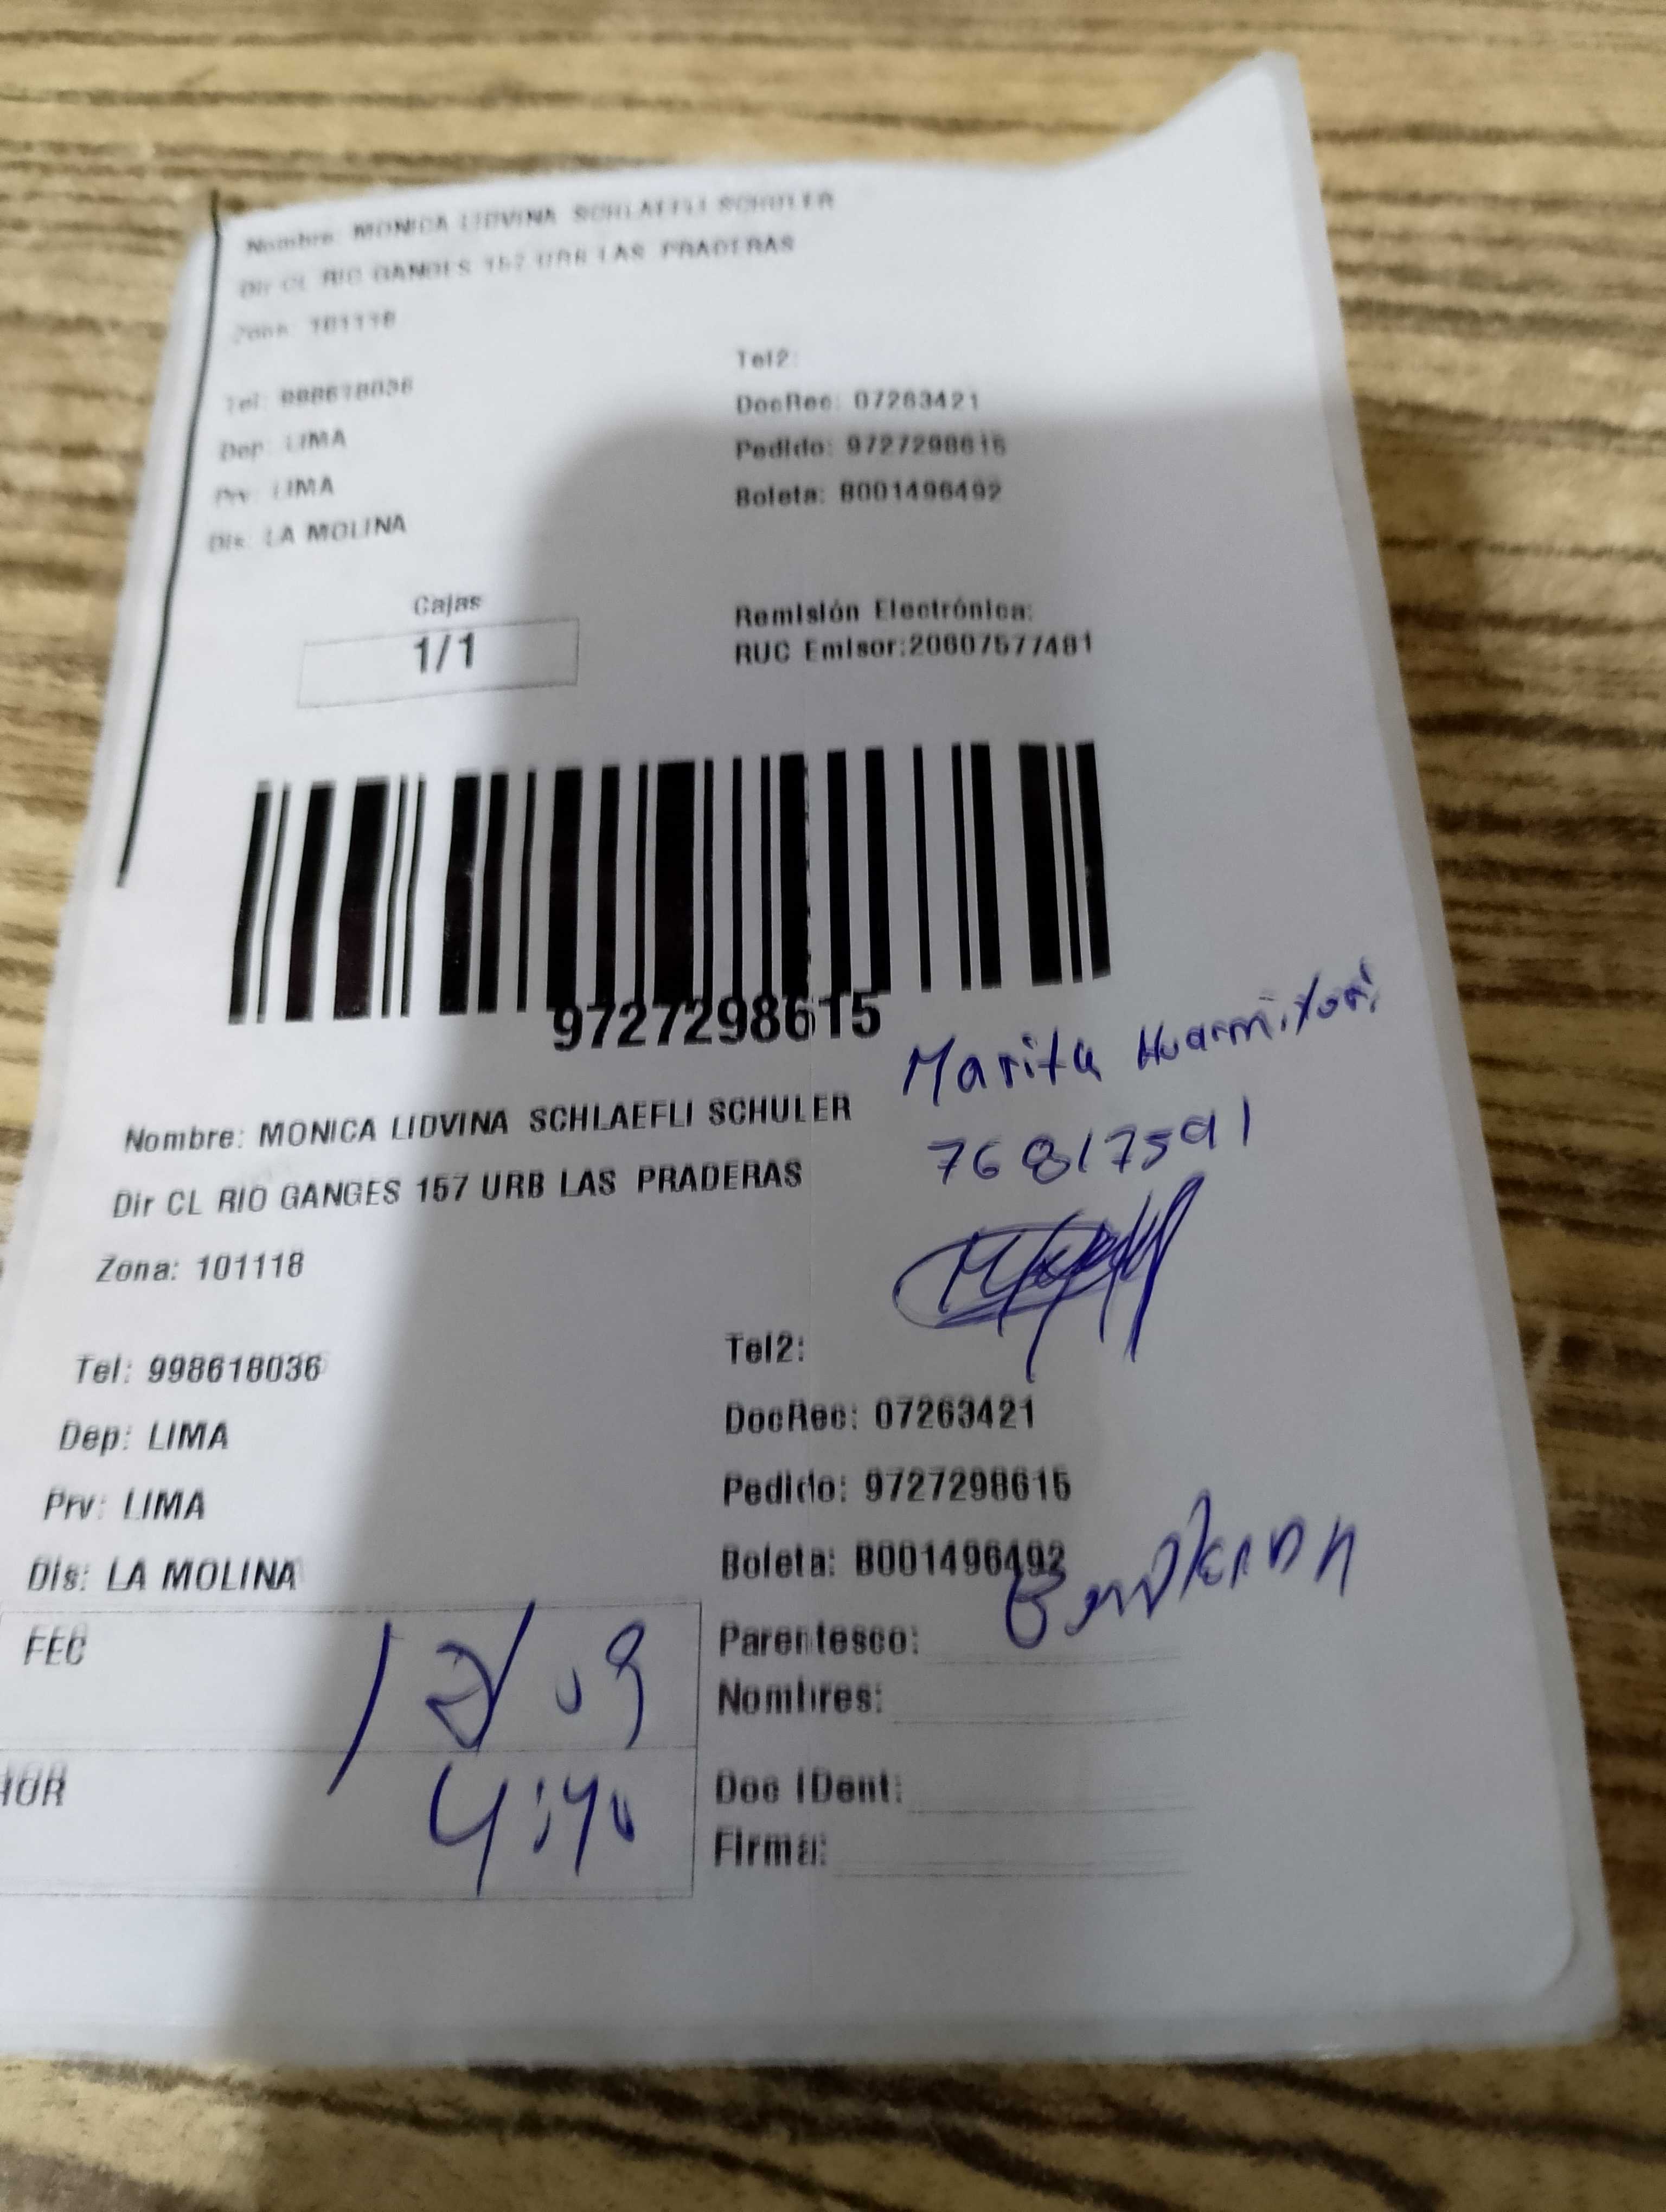 Nombre: MONICA LIDVINA SCHLAEFLI SCHULER
Dir CL RIO GANGES 157 URB LAS PRADERAS
Zona: 101118
Tel: 998618036
Tel2:
DocRec: 07263421
Dep: LIMA
Pedido: 9727298615
Prv: LIMA
Boleta: B001496492
Dis: LA MOLINA
Cajas
1/1
Remisión Electrónica:
RUC Emisor:20607577481
9727298615
Marita
76817591
Nombre: MONICA LIDVINA SCHLAEFLI SCHULER
Dir CL RIO GANGES 157 URB LAS PRADERAS
Zona: 101118
Tel: 998618036
Tel2:
DocRec: 07263421
Dep: LIMA
Pedido: 9727298615
Prv: LIMA
Boleta: B001496492
Dis: LA MOLINA
FEC
Parentesco:
Nombres:
HOR 4:40
Doc IDent:
Firma: